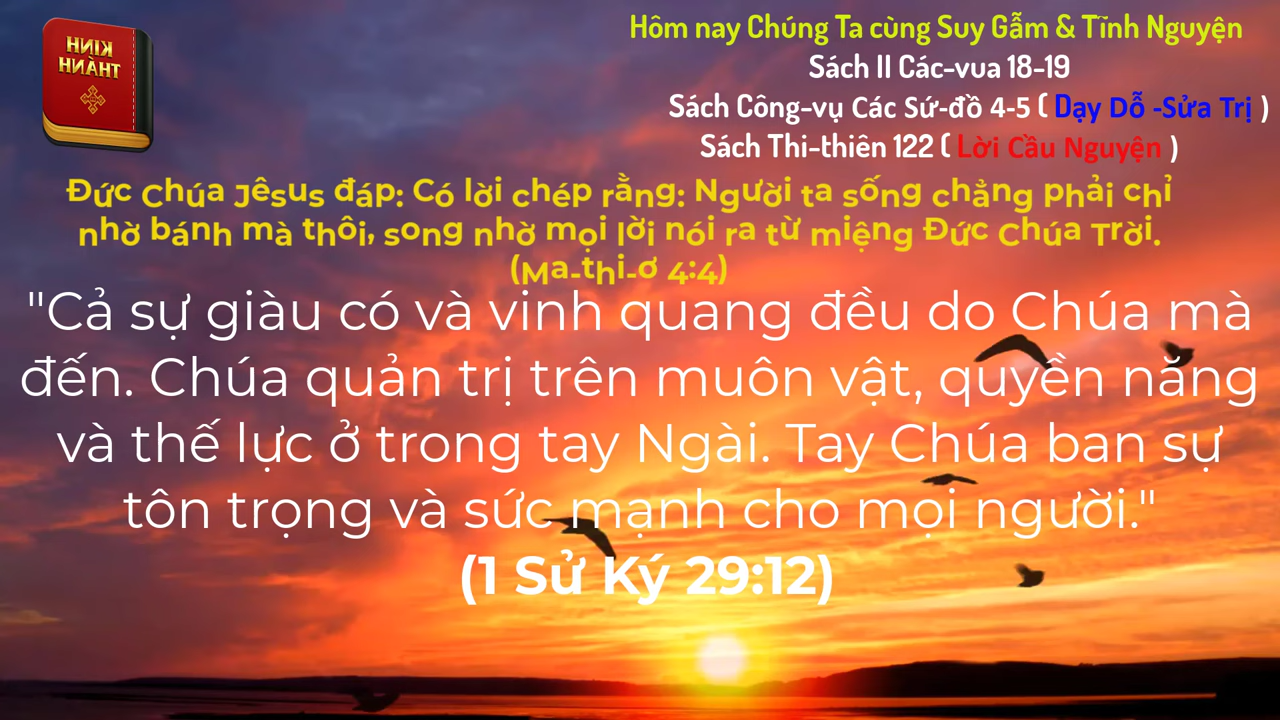 KINH
THÁNH
Hôm nay Chúng Ta cùng Suy Gẫm & Tĩnh Nguyện
Sách II Các-vua 18-19
Sách Công-vụ Các Sứ-đồ 4-5 ( Dạy Dỗ -Sửa Trị )
Sách Thi-thiên 122 ( Lời Cầu Nguyện )
Đức Chúa Jêsus đáp: Có lời chép rằng: Người ta sống chẳng phải chỉ
nhờ bánh mà thôi, song nhờ mọi lời nói ra từ miệng Đức Chúa Trời.
(Ma-thi-ơ 4:4)
"Cả sự giàu có và vinh quang đều do Chúa mà
đến. Chúa quản trị trên muôn vật, quyền năng
và thế lực ở trong tay Ngài. Tay Chúa ban sự
tôn trọng và sức mạnh cho mọi người."
(1 Sử Ký 29:12)